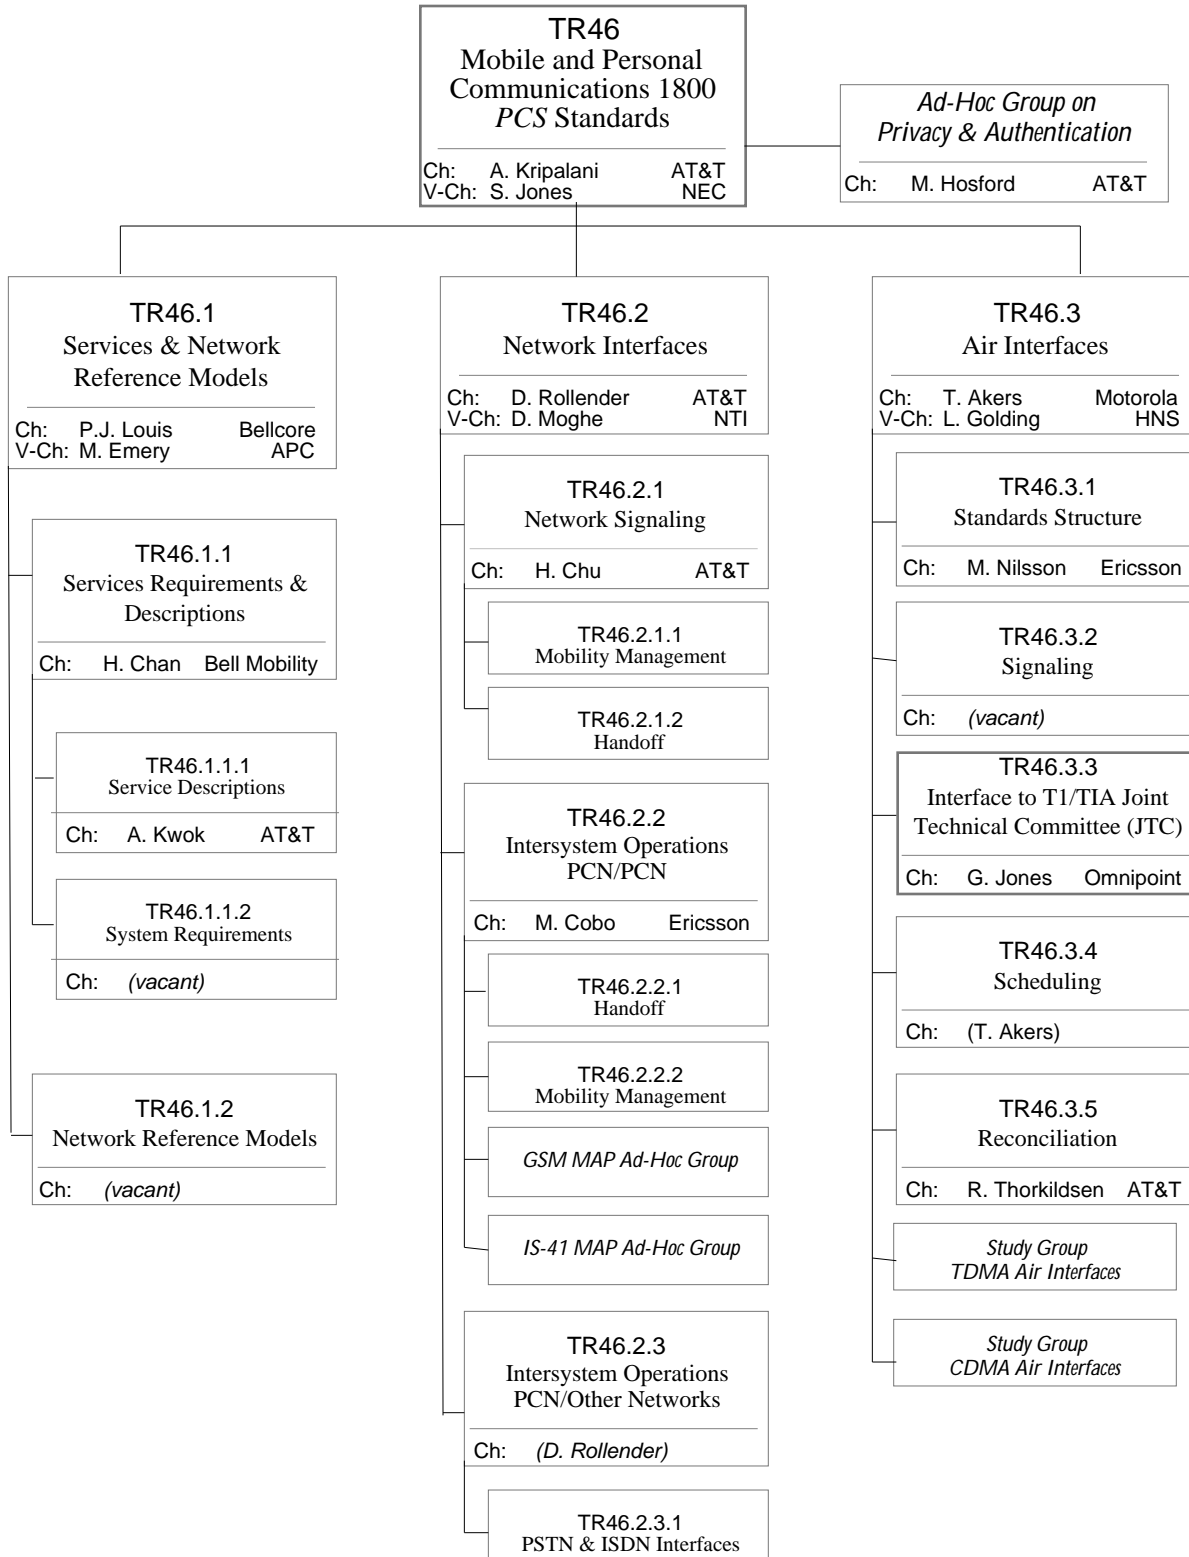 TR46
Mobile and Personal
Communications 1800
PCS Standards
Ch: A. Kripalani AT&T
V-Ch: S. Jones NEC
Ad-Hoc Group on
Privacy & Authentication
Ch: M. Hosford AT&T
TR46.1
Services & Network
Reference Models
Ch: P.J. Louis Bellcore
V-Ch: M. Emery APC
TR46.1.1
Services Requirements &
Descriptions
Ch: H. Chan Bell Mobility
TR46.1.1.1
Service Descriptions
Ch: A. Kwok AT&T
TR46.1.1.2
System Requirements
Ch: (vacant)
TR46.1.2
Network Reference Models
Ch: (vacant)
TR46.2
Network Interfaces
Ch: D. Rollender AT&T
V-Ch: D. Moghe NTI
TR46.2.1
Network Signaling
Ch: H. Chu AT&T
TR46.2.1.1
Mobility Management
TR46.2.1.2
Handoff
TR46.2.2
Intersystem Operations
PCN/PCN
Ch: M. Cobo Ericsson
TR46.2.2.1
Handoff
TR46.2.2.2
Mobility Management
GSM MAP Ad-Hoc Group
IS-41 MAP Ad-Hoc Group
TR46.2.3
Intersystem Operations
PCN/Other Networks
Ch: (D. Rollender)
TR46.2.3.1
PSTN & ISDN Interfaces
TR46.3
Air Interfaces
Ch: T. Akers Motorola
V-Ch: L. Golding HNS
TR46.3.1
Standards Structure
Ch: M. Nilsson Ericsson
TR46.3.2
Signaling
Ch: (vacant)
TR46.3.3
Interface to T1/TIA Joint
Technical Committee (JTC)
Ch: G. Jones Omnipoint
TR46.3.4
Scheduling
Ch: (T. Akers)
TR46.3.5
Reconciliation
Ch: R. Thorkildsen AT&T
Study Group
TDMA Air Interfaces
Study Group
CDMA Air Interfaces